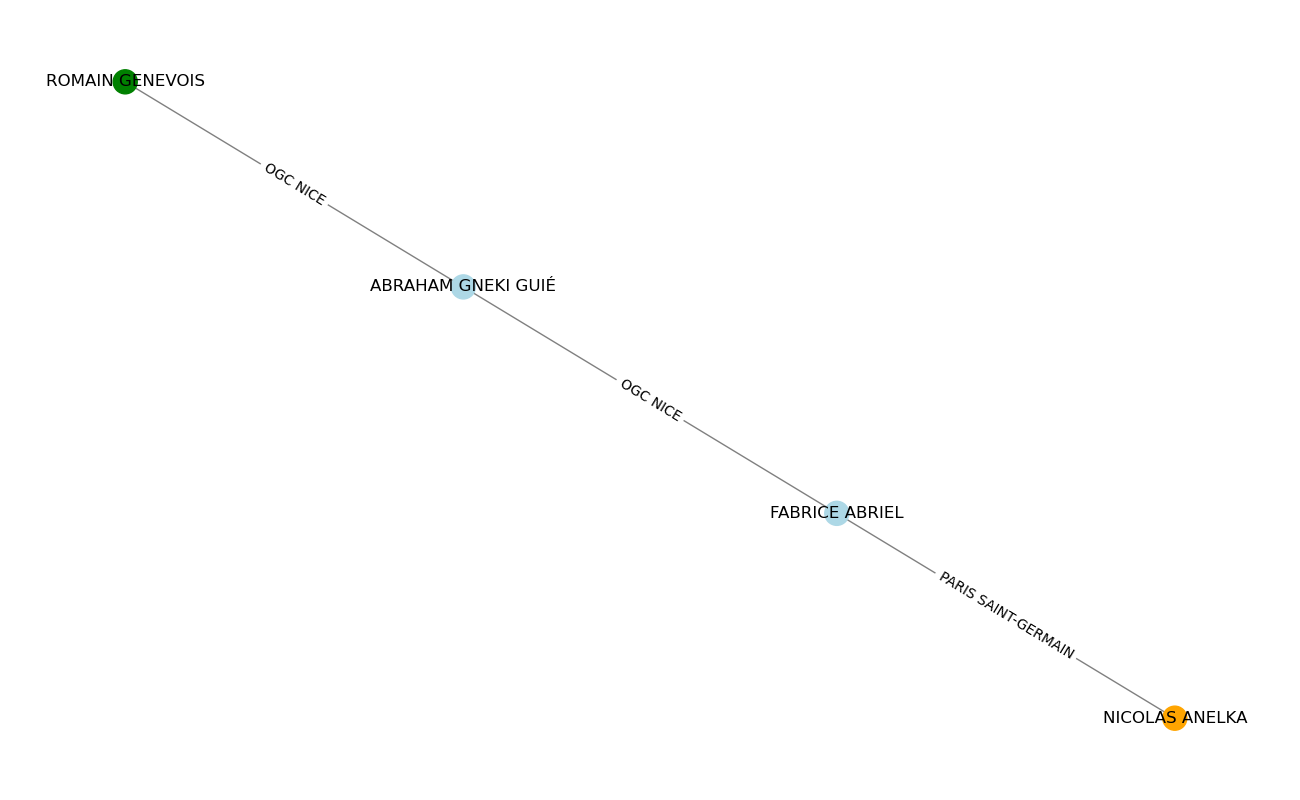 ROMAIN GENEVOIS
OGC NICE
ABRAHAM GNEKI GUIÉ
OGC NICE
FABRICE ABRIEL
PARIS SAINT-GERMAIN
NICOLAS ANELKA